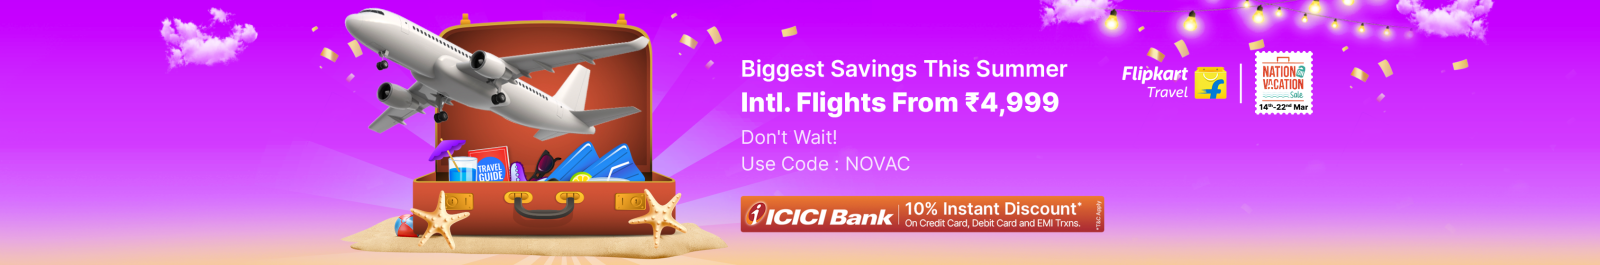 Biggest Savings This Summer
Intl. Flights From ₹4,999
Don't Wait!
Use Code : NOVAC
ICICI Bank
10% Instant Discount*
On Credit Card, Debit Card and EMI Trxns.
*T&C Apply
Flipkart
Travel
NATION
VACATION
Sale
14th-22nd Mar
TRAVEL
GUIDE